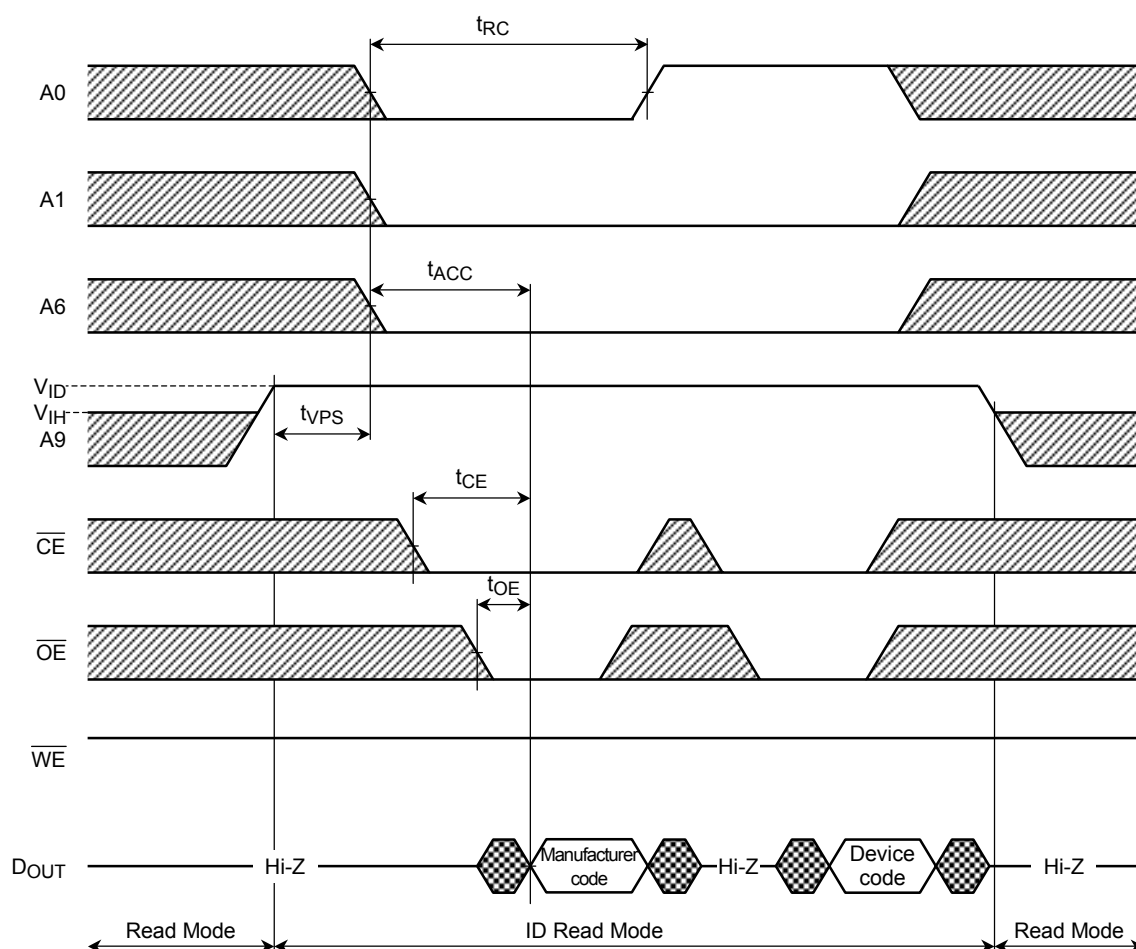 tRC
A0
A1
tACC
A6
VID
VIH
tVPS
A9
tCE
CE
tOE
OE
WE
DOUT
Hi-Z
Manufacturer
code
Hi-Z
Device
code
Hi-Z
Read Mode
ID Read Mode
Read Mode